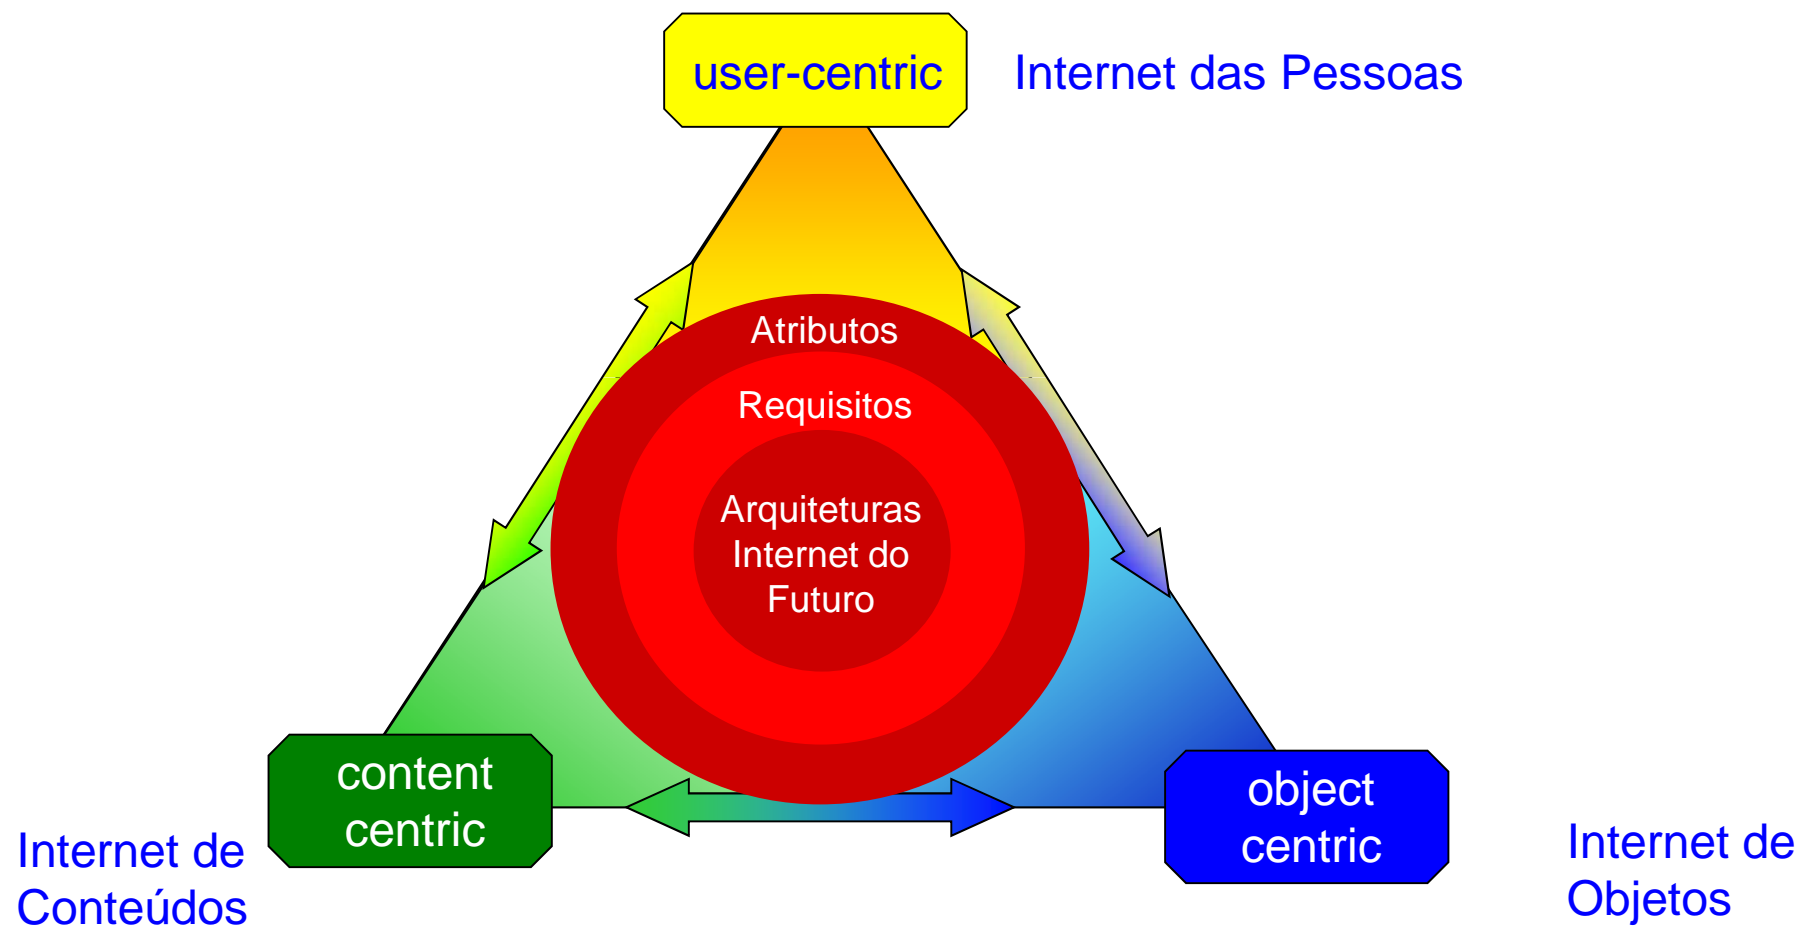 user-centric
Internet das Pessoas
Atributos
Requisitos
Arquiteturas
Internet do
Futuro
content
centric
object
centric
Internet de
Conteúdos
Internet de
Objetos